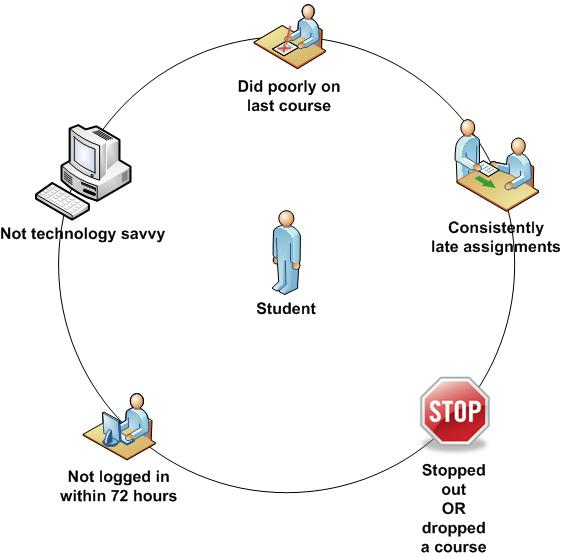 Did poorly on
last course
Consistently
late assignments
Not technology savvy
Student
STOP
Stopped
out
OR
dropped
a course
Not logged in
within 72 hours